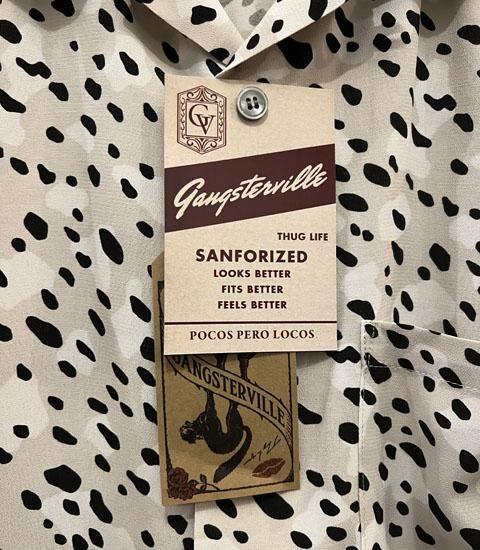 GV
Gangsterville
THUG LIFE
SANFORIZED
LOOKS BETTER
FITS BETTER
FEELS BETTER
POCOS PERO LOCOS
GANGSTERVILLE